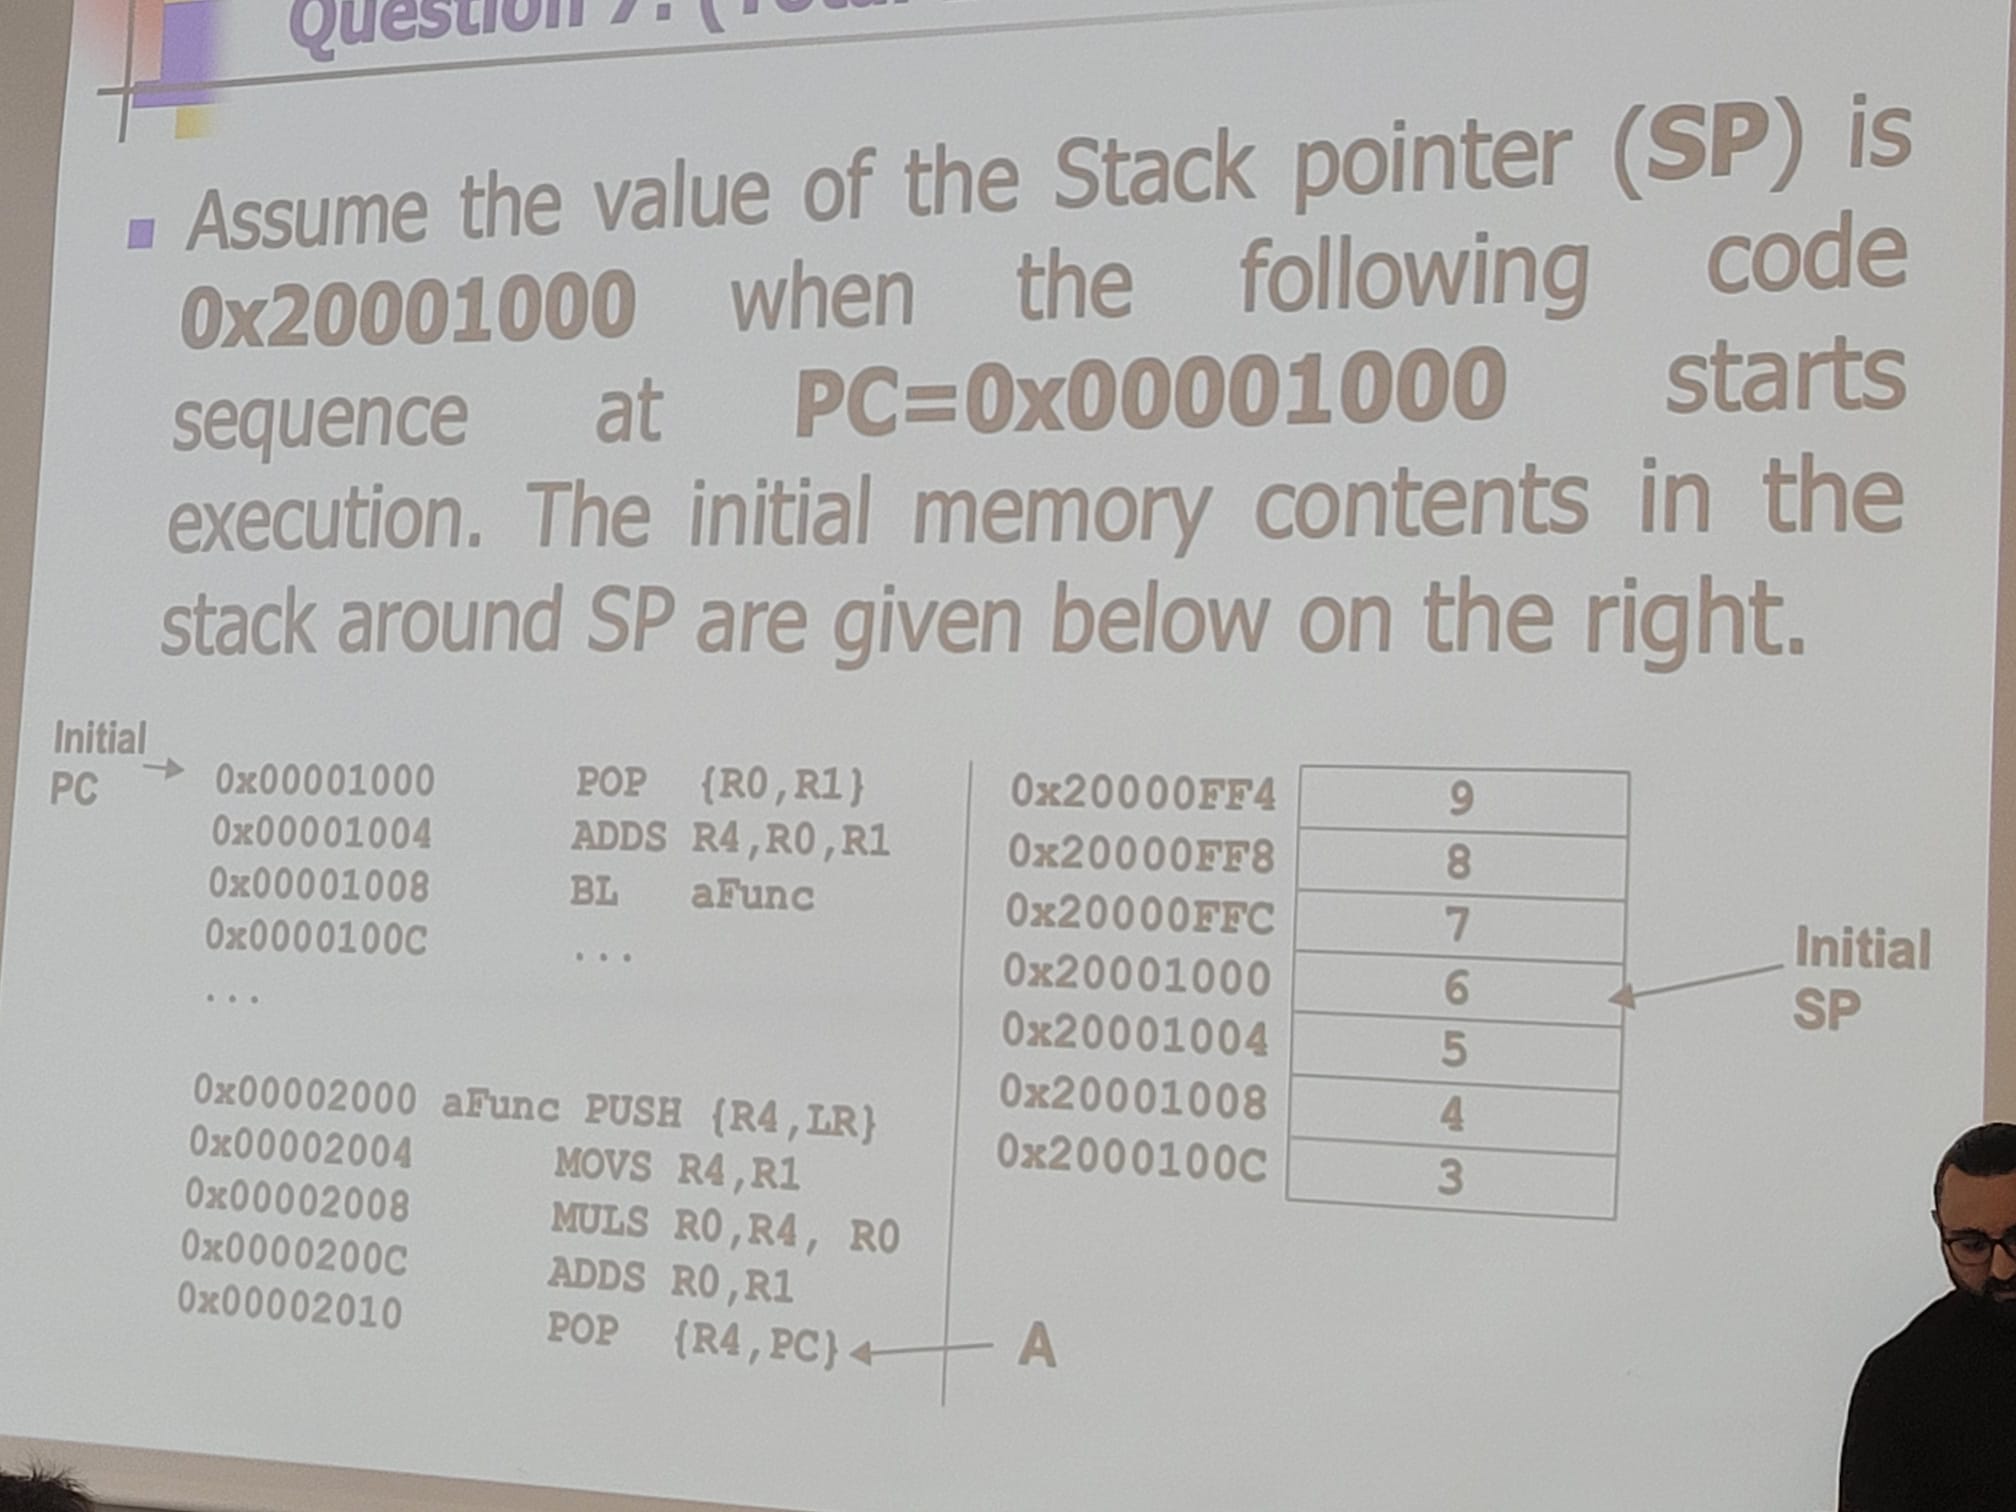 Question 7: (Total
Assume the value of the Stack pointer (SP) is
0x20001000 when the following code
sequence at PC=0x00001000 starts
execution. The initial memory contents in the
stack around SP are given below on the right.
Initial
PC
0x00001000 POP {R0,R1}
0x00001004 ADDS R4,R0,R1
0x00001008 BL aFunc
0x0000100C ...
...
0x00002000 aFunc PUSH {R4,LR}
0x00002004 MOVS R4,R1
0x00002008 MULS R0,R4, R0
0x0000200C ADDS R0,R1
0x00002010 POP {R4,PC}
A
0x20000FF4 9
0x20000FF8 8
0x20000FFC 7
0x20001000 6
0x20001004 5
0x20001008 4
0x2000100C 3
Initial
SP